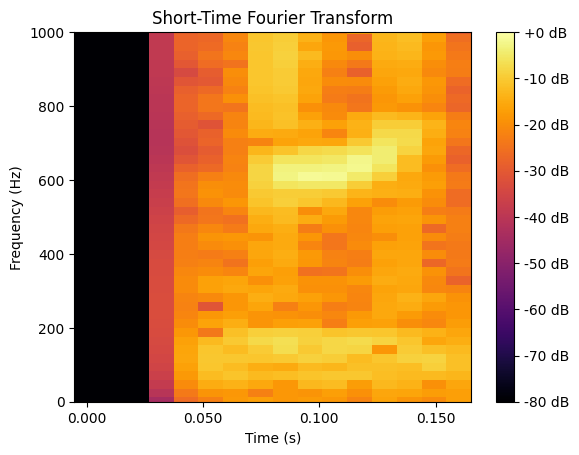 Short-Time Fourier Transform
1000
800
600
400
200
0
Frequency (Hz)
0.000
0.050
0.100
0.150
Time (s)
+0 dB
-10 dB
-20 dB
-30 dB
-40 dB
-50 dB
-60 dB
-70 dB
-80 dB